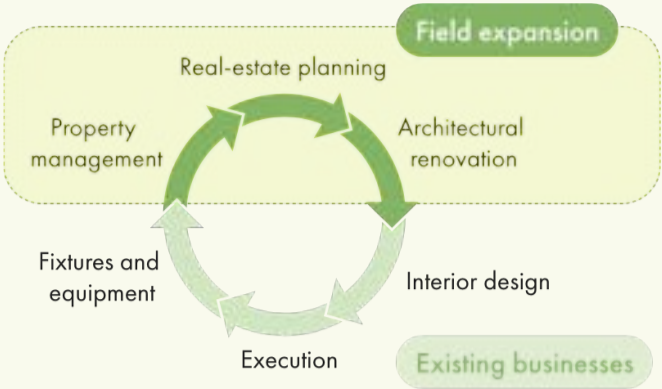 Field expansion
Real-estate planning
Property
management
Architectural
renovation
Fixtures and
equipment
Interior design
Execution
Existing businesses